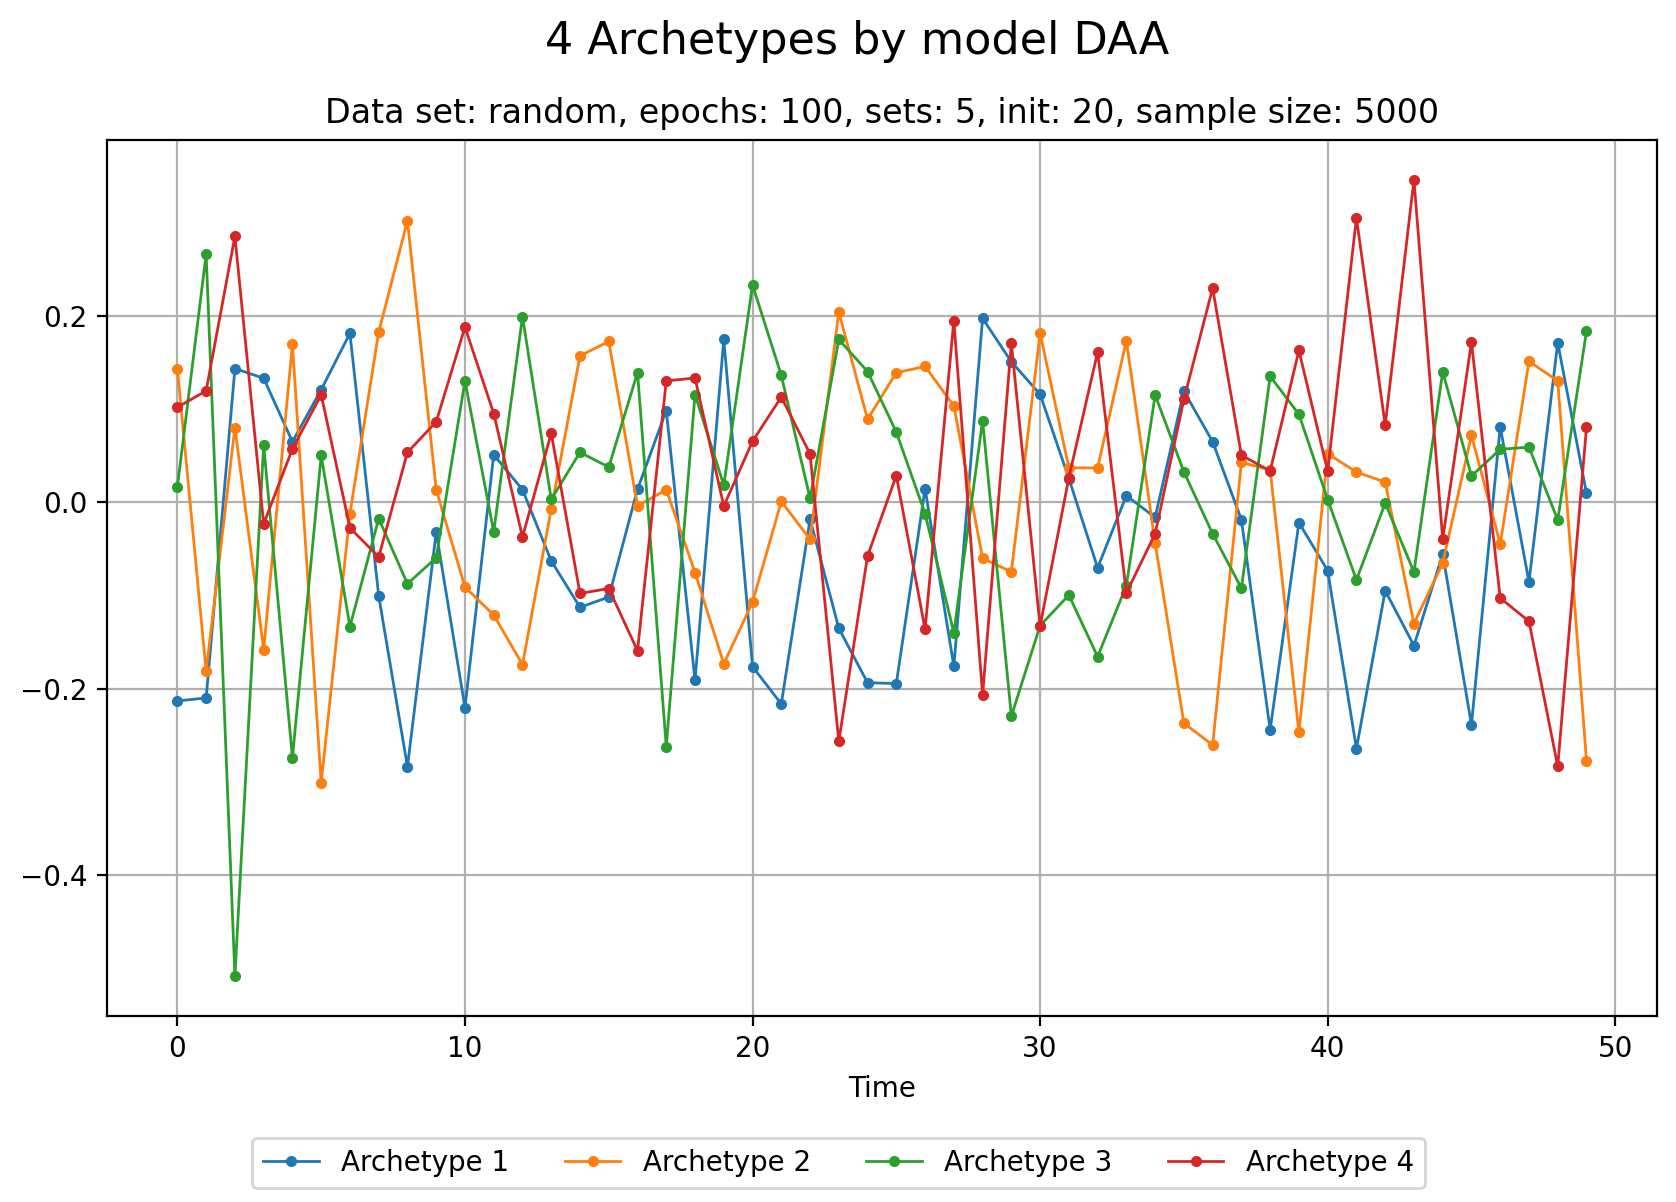 4 Archetypes by model DAA
Data set: random, epochs: 100, sets: 5, init: 20, sample size: 5000
0.2
0.0
−0.2
−0.4
0 10 20 30 40 50
Time
Archetype 1 Archetype 2 Archetype 3 Archetype 4